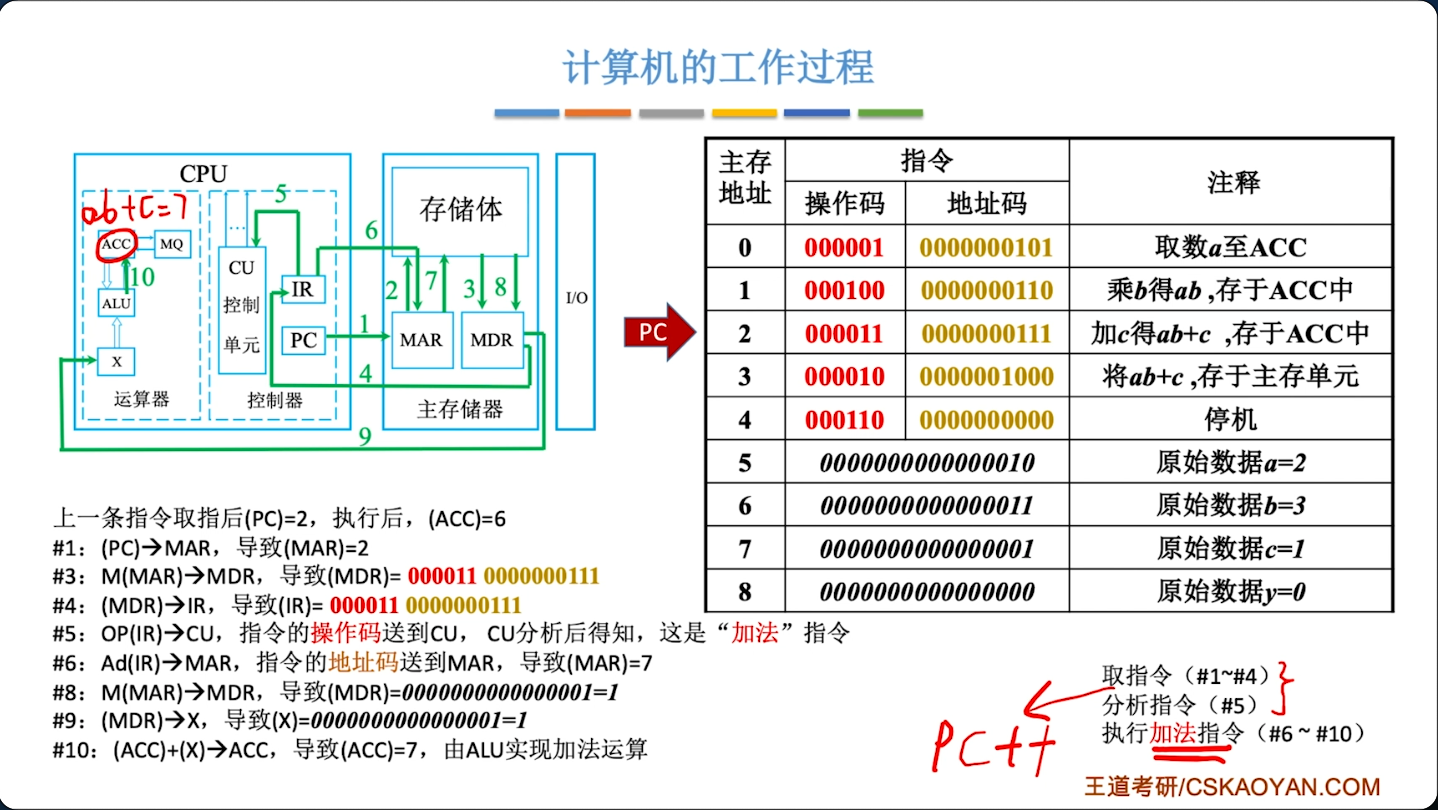 计算机的工作过程
CPU
ab+c=7
ACC
MQ
10
ALU
X
运算器
5
...
CU
控制
单元
IR
PC
控制器
6
1
4
9
存储体
2
7
3
8
MAR
MDR
主存储器
I/O
PC
主存地址 指令 注释
操作码 地址码
0 000001 0000000101 取数a至ACC
1 000100 0000000110 乘b得ab ,存于ACC中
2 000011 0000000111 加c得ab+c ,存于ACC中
3 000010 0000001000 将ab+c ,存于主存单元
4 000110 0000000000 停机
5 0000000000000010 原始数据a=2
6 0000000000000011 原始数据b=3
7 0000000000000001 原始数据c=1
8 0000000000000000 原始数据y=0
上一条指令取指后(PC)=2，执行后，(ACC)=6
#1：(PC)→MAR，导致(MAR)=2
#3：M(MAR)→MDR，导致(MDR)= 000011 0000000111
#4：(MDR)→IR，导致(IR)= 000011 0000000111
#5：OP(IR)→CU，指令的操作码送到CU， CU分析后得知，这是“加法”指令
#6：Ad(IR)→MAR，指令的地址码送到MAR，导致(MAR)=7
#8：M(MAR)→MDR，导致(MDR)=0000000000000001=1
#9：(MDR)→X，导致(X)=0000000000000001=1
#10：(ACC)+(X)→ACC，导致(ACC)=7，由ALU实现加法运算
取指令（#1~#4）
分析指令（#5）
执行加法指令（#6 ~ #10）
PC++
王道考研/CSKAOYAN.COM